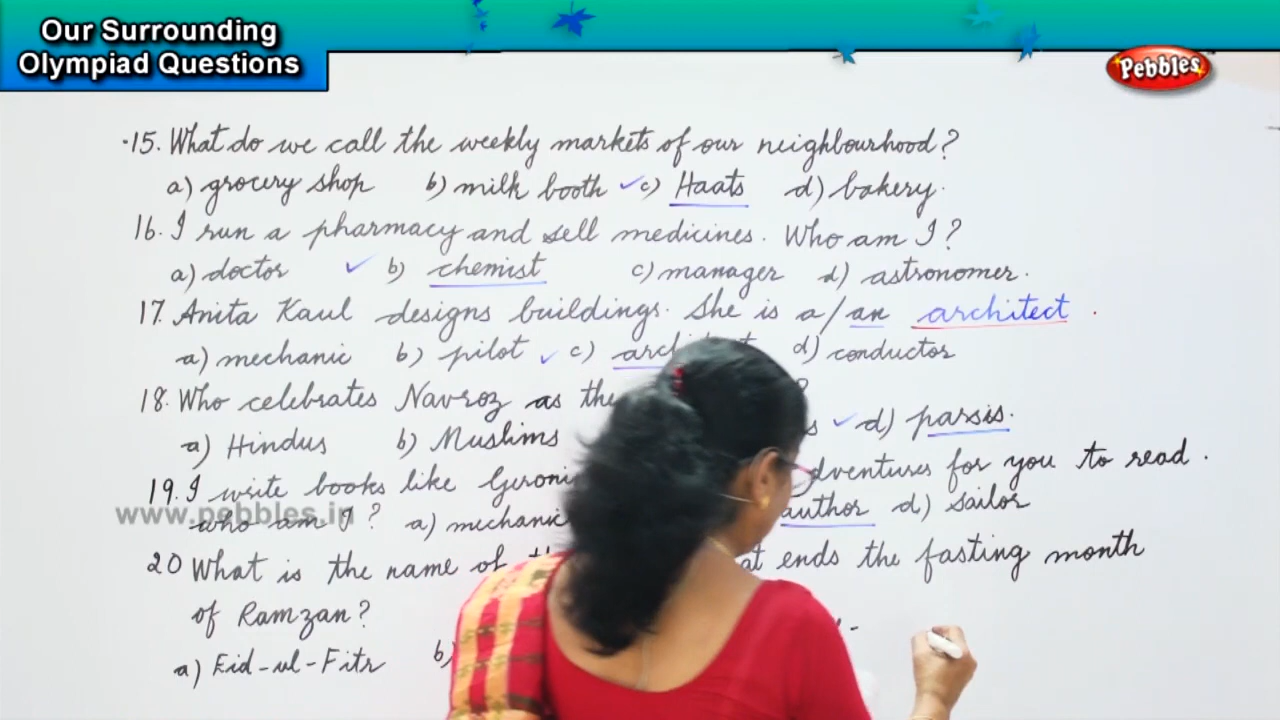 Our Surrounding
Olympiad Questions
Pebbles
15. What do we call the weekly markets of our neighbourhood?
a) grocery shop b) milk booth ✓ c) Haats d) bakery.
16. I run a pharmacy and sell medicines. Who am I?
a) doctor ✓ b) chemist c) manager d) astronomer.
17. Anita Kaul designs buildings. She is a/an architect.
a) mechanic b) pilot ✓ c) d) conductor
18. Who celebrates Navroz as the ?
a) Hindus b) Muslims ✓ d) parsis.
19. I write books like dventures for you to read.
who am I? a) mechanic author d) sailor
www.pebbles.in
20 What is the name of ends the fasting month
of Ramzan?
a) Eid-ul-Fitr b)